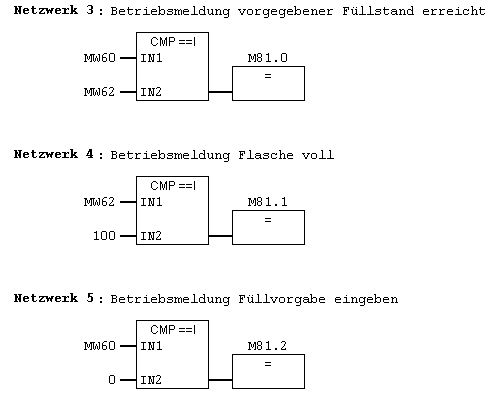 Netzwerk 3 : Betriebsmeldung vorgegebener Füllstand erreicht
CMP ==I
MW60 IN1 M81.0
=
MW62 IN2
Netzwerk 4 : Betriebsmeldung Flasche voll
CMP ==I
MW62 IN1 M81.1
=
100 IN2
Netzwerk 5 : Betriebsmeldung Füllvorgabe eingeben
CMP ==I
MW60 IN1 M81.2
=
0 IN2